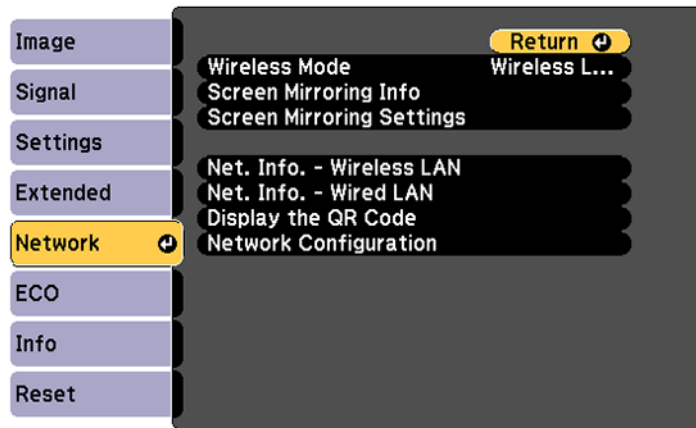 Image
Signal
Settings
Extended
Network
ECO
Info
Reset
Return
Wireless Mode Wireless L...
Screen Mirroring Info
Screen Mirroring Settings
Net. Info. - Wireless LAN
Net. Info. - Wired LAN
Display the QR Code
Network Configuration